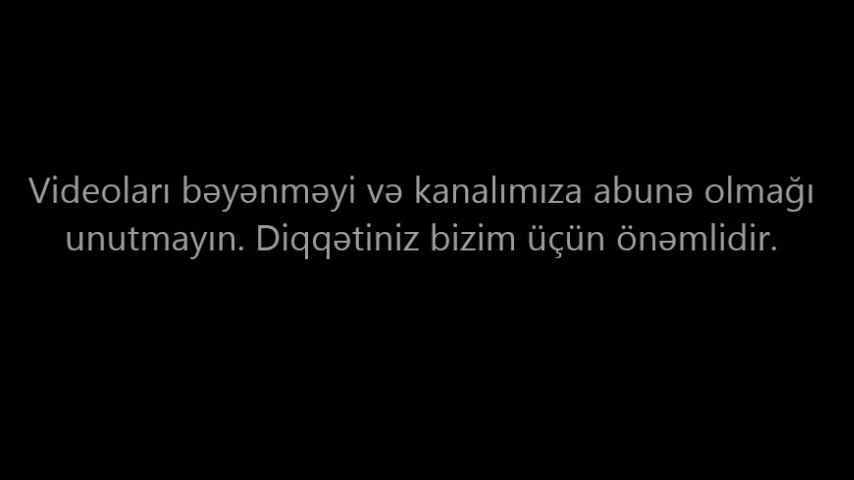 Videoları bəyənməyi və kanalımıza abunə olmağı
unutmayın. Diqqətiniz bizim üçün önəmlidir.